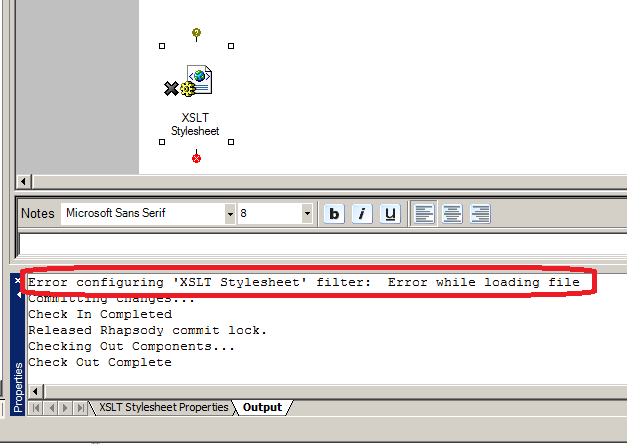 XSLT
Stylesheet
Notes Microsoft Sans Serif 8 b i u
Error configuring 'XSLT Stylesheet' filter:  Error while loading file
Committing changes...
Check In Completed
Released Rhapsody commit lock.
Checking Out Components...
Check Out Complete
Properties
XSLT Stylesheet Properties Output